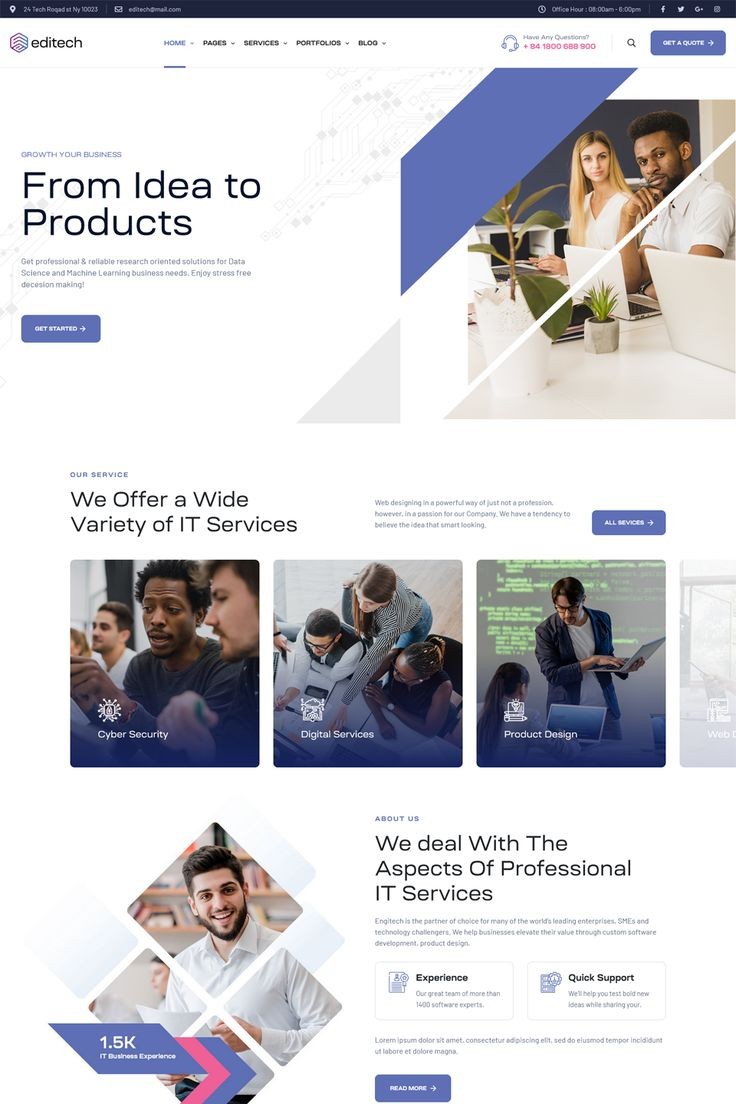 24 Tech Roqad st Ny 10023
editech@mail.com
Office Hour : 08:00am - 6:00pm
editech
HOME
PAGES
SERVICES
PORTFOLIOS
BLOG
Have Any Questions?
+ 84 1800 688 900
GET A QUOTE
GROWTH YOUR BUSINESS
From Idea to
Products
Get professional & reliable research oriented solutions for Data
Science and Machine Learning business needs. Enjoy stress free
decesion making!
GET STARTED
OUR SERVICE
We Offer a Wide
Variety of IT Services
Web designing in a powerful way of just not a profession,
however, in a passion for our Company. We have a tendency to
believe the idea that smart looking.
ALL SEVICES
Cyber Security
Digital Services
Product Design
Web D
ABOUT US
We deal With The
Aspects Of Professional
IT Services
Engitech is the partner of choice for many of the world's leading enterprises, SMEs and
technology challengers. We help businesses elevate their value through custom software
development, product design.
Experience
Our great team of more than
1400 software experts.
Quick Support
We'll help you test bold new
ideas while sharing your.
1.5K
IT Business Experience
Lorem ipsum dolor sit amet, consectetur adipiscing elit, sed do eiusmod tempor incididunt
ut labore et dolore magna.
READ MORE